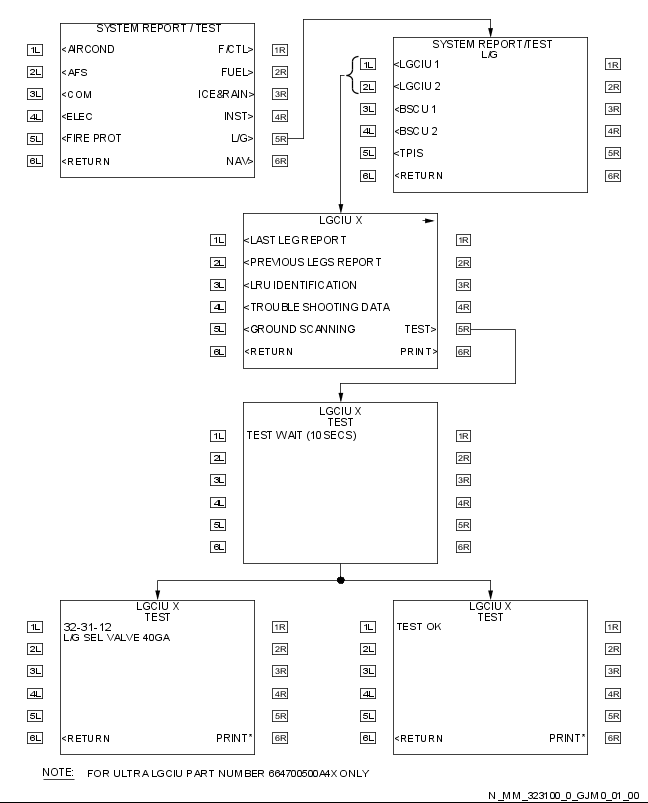 SYSTEM REPORT / TEST
1L <AIRCOND F/CTL> 1R
2L <AFS FUEL> 2R
3L <COM ICE&RAIN> 3R
4L <ELEC INST> 4R
5L <FIRE PROT L/G> 5R
6L <RETURN NAV> 6R
SYSTEM REPORT/TEST
L/G
1L <LGCIU 1 1R
2L <LGCIU 2 2R
3L <BSCU 1 3R
4L <BSCU 2 4R
5L <TPIS 5R
6L <RETURN 6R
LGCIU X
1L <LAST LEG REPORT 1R
2L <PREVIOUS LEGS REPORT 2R
3L <LRU IDENTIFICATION 3R
4L <TROUBLE SHOOTING DATA 4R
5L <GROUND SCANNING TEST> 5R
6L <RETURN PRINT> 6R
LGCIU X
TEST
1L TEST WAIT (10 SECS) 1R
2L 2R
3L 3R
4L 4R
5L 5R
6L 6R
LGCIU X
TEST
1L 32-31-12 1R
L/G SEL VALVE 40GA
2L 2R
3L 3R
4L 4R
5L 5R
6L <RETURN PRINT* 6R
LGCIU X
TEST
1L TEST OK 1R
2L 2R
3L 3R
4L 4R
5L 5R
6L <RETURN PRINT* 6R
NOTE: FOR ULTRA LGCIU PART NUMBER 664700500A4X ONLY
N_MM_323100_0_GJM0_01_00